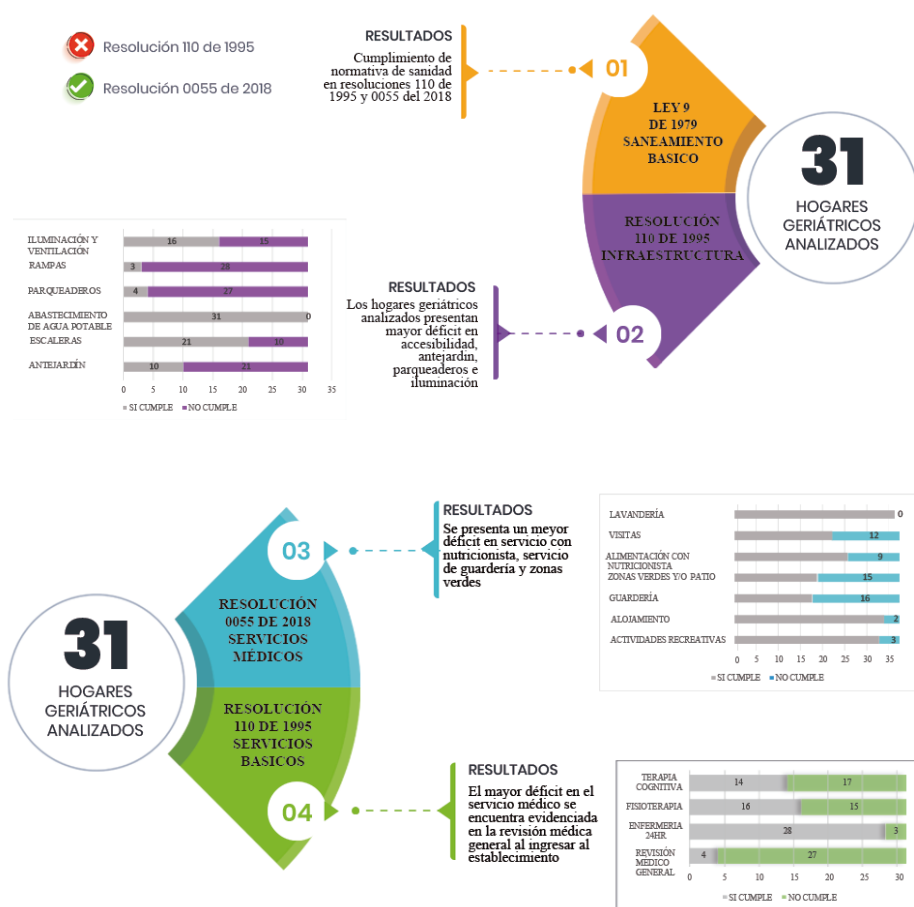 Resolución 110 de 1995
Resolución 0055 de 2018
RESULTADOS
Cumplimiento de
normativa de sanidad
en resoluciones 110 de
1995 y 0055 del 2018
01
LEY 9
DE 1979
SANEAMIENTO
BASICO
31
HOGARES
GERIÁTRICOS
ANALIZADOS
RESOLUCIÓN
110 DE 1995
INFRAESTRUCTURA
02
RESULTADOS
Los hogares geriátricos
analizados presentan
mayor déficit en
accesibilidad,
antejardin,
parqueaderos e
iluminación
ILUMINACIÓN Y
VENTILACIÓN
16 15
RAMPAS
3 28
PARQUEADEROS
4 27
ABASTECIMIENTO
DE AGUA POTABLE
31 0
ESCALERAS
21 10
ANTEJARDÍN
10 21
0 5 10 15 20 25 30 35
SI CUMPLE NO CUMPLE
31
HOGARES
GERIÁTRICOS
ANALIZADOS
03
RESOLUCIÓN
0055 DE 2018
SERVICIOS
MÉDICOS
RESOLUCIÓN
110 DE 1995
SERVICIOS
BASICOS
04
RESULTADOS
Se presenta un meyor
déficit en servicio con
nutricionista, servicio
de guardería y zonas
verdes
LAVANDERÍA 0
VISITAS 12
ALIMENTACIÓN CON
NUTRICIONISTA
9
ZONAS VERDES Y/O PATIO 15
GUARDERÍA 16
ALOJAMIENTO 2
ACTIVIDADES RECREATIVAS 3
0 5 10 15 20 25 30 35
SI CUMPLE NO CUMPLE
RESULTADOS
El mayor déficit en el
servicio médico se
encuentra evidenciada
en la revisión médica
general al ingresar al
establecimiento
TERAPIA
COGNITIVA
14 17
FISIOTERAPIA
16 15
ENFERMERIA
24HR
28 3
REVISIÓN
MEDICO
GENERAL
4 27
0 5 10 15 20 25 30
SI CUMPLE NO CUMPLE